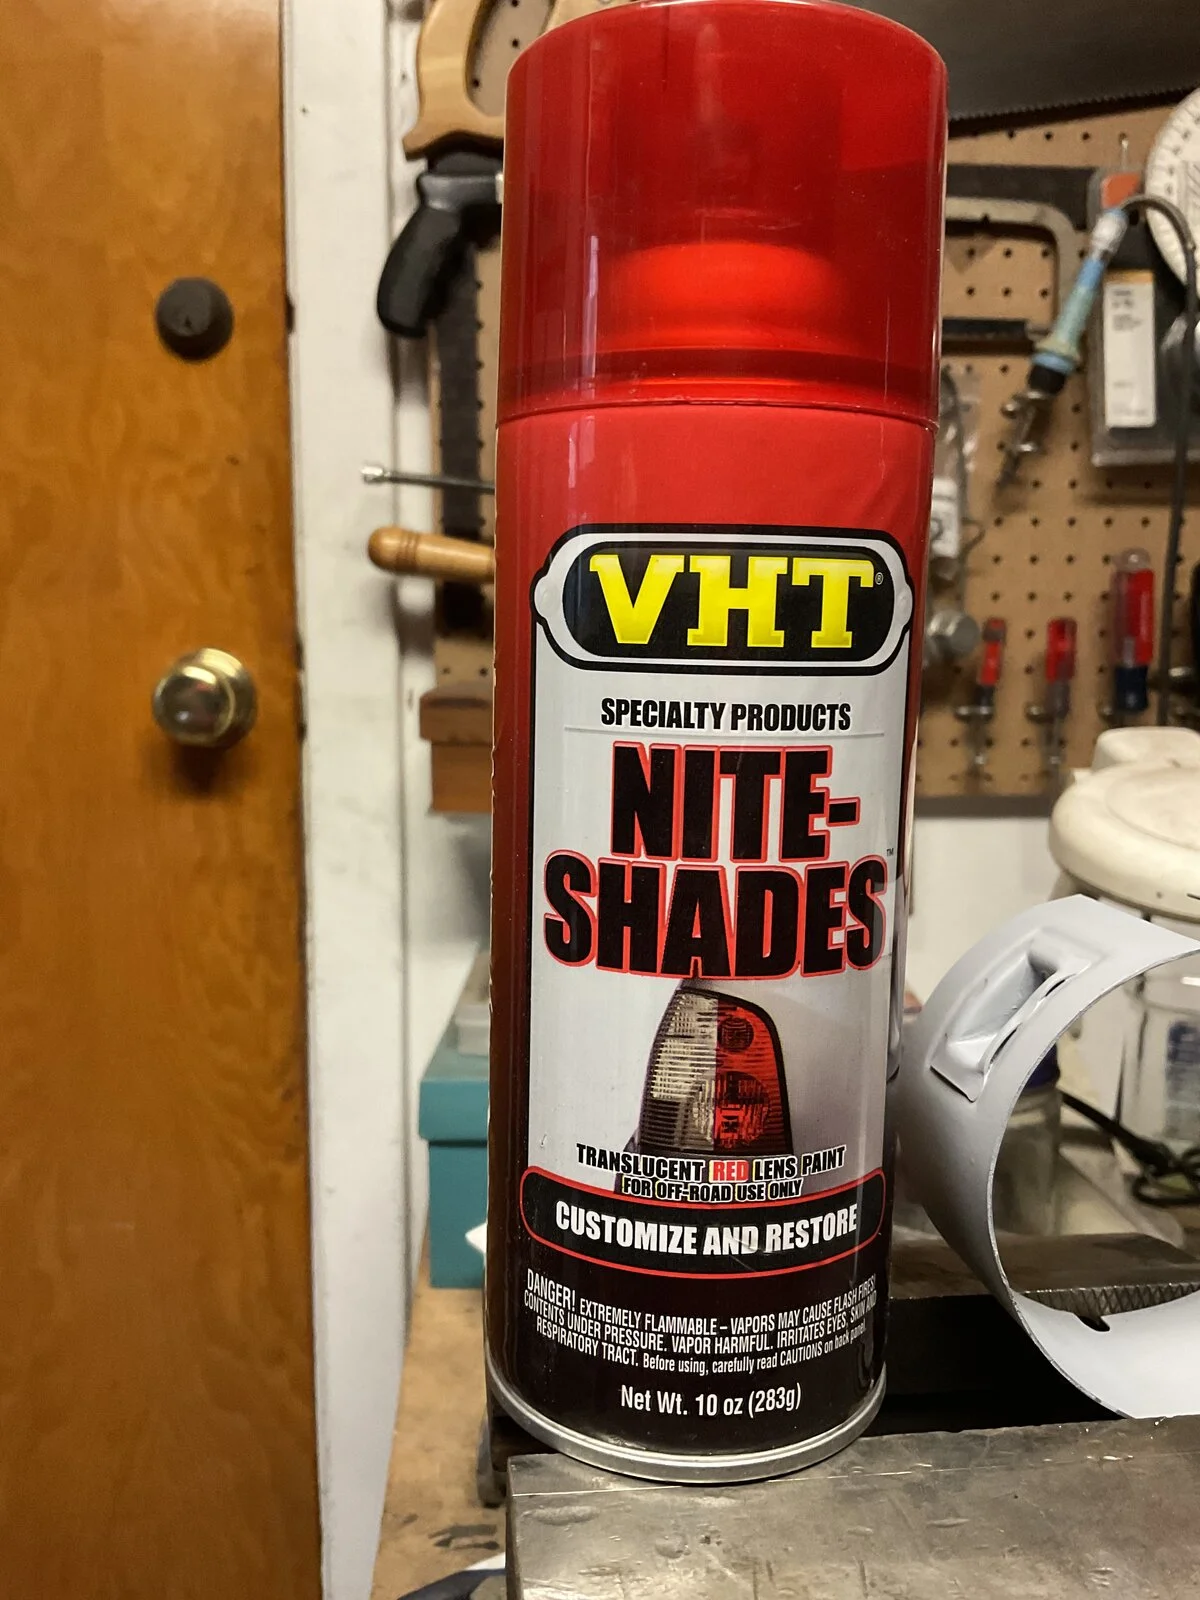 VHT®
SPECIALTY PRODUCTS
NITE-
SHADES™
TRANSLUCENT RED LENS PAINT
FOR OFF-ROAD USE ONLY
CUSTOMIZE AND RESTORE
DANGER! EXTREMELY FLAMMABLE – VAPORS MAY CAUSE FLASH FIRES!
CONTENTS UNDER PRESSURE. VAPOR HARMFUL. IRRITATES EYES, SKIN AND
RESPIRATORY TRACT. Before using, carefully read CAUTIONS on back panel.
Net Wt. 10 oz (283g)